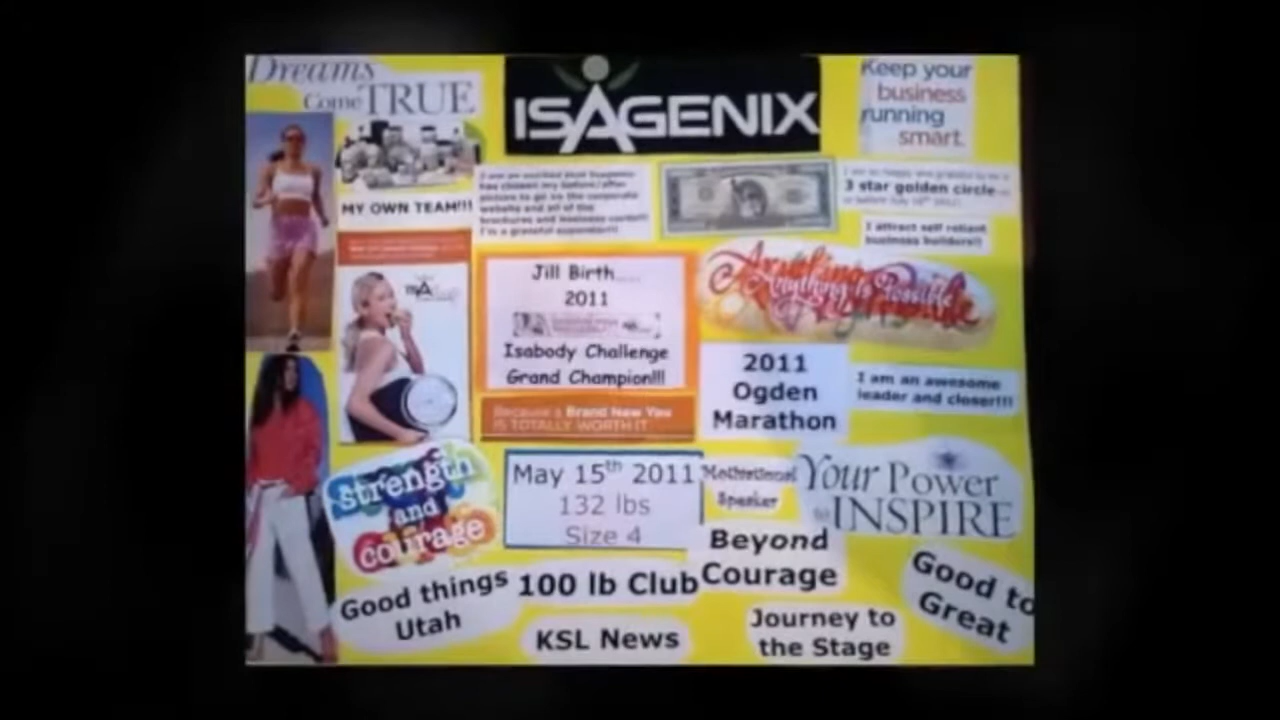 Dreams
Come TRUE
ISAGENIX
Keep your
business
running
smart.
MY OWN TEAM!!!
3 star golden circle
I attract self reliant
business builders!!
Jill Birth.....
2011
Isabody Challenge
Grand Champion!!!
Because a Brand New You
IS TOTALLY WORTH IT
Anything is Possible
2011
Ogden
Marathon
I am an awesome
leader and closer!!!
strength
and
courage
May 15th 2011
132 lbs
Size 4
Motivational
Speaker
Your Power
to INSPIRE
Beyond
Courage
Good things
Utah
100 lb Club
KSL News
Journey to
the Stage
Good to
Great